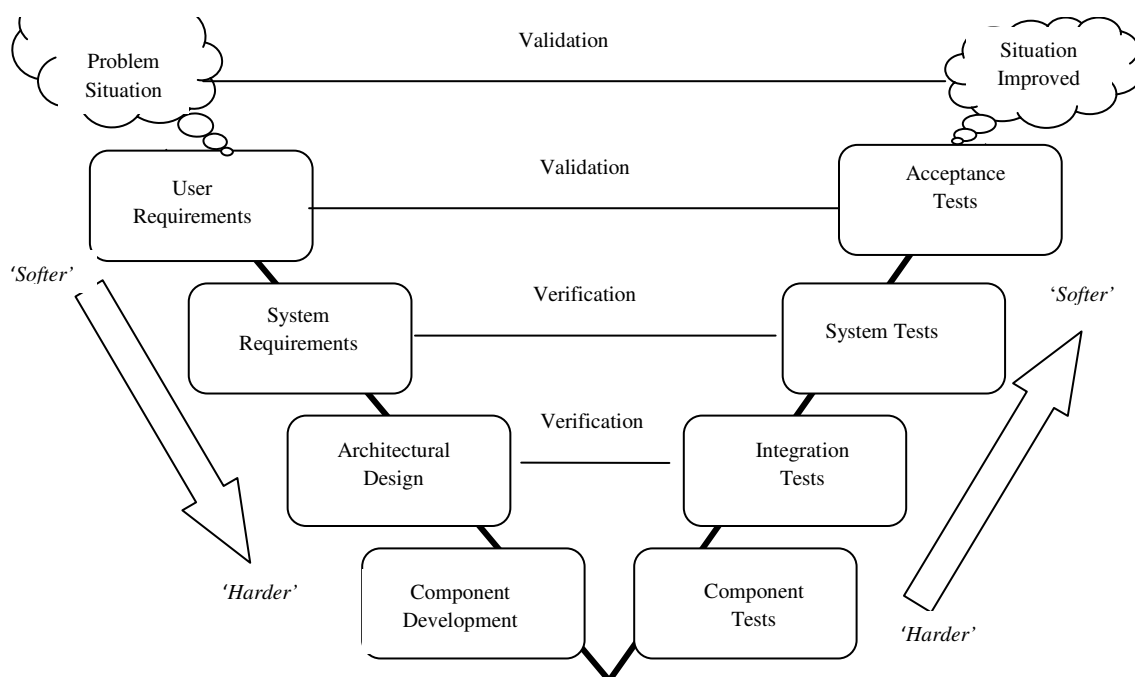 Validation
Problem
Situation
Situation
Improved
Validation
User
Requirements
Acceptance
Tests
‘Softer’
Verification
‘Softer’
System
Requirements
System Tests
Verification
Architectural
Design
Integration
Tests
‘Harder’
Component
Development
Component
Tests
‘Harder’